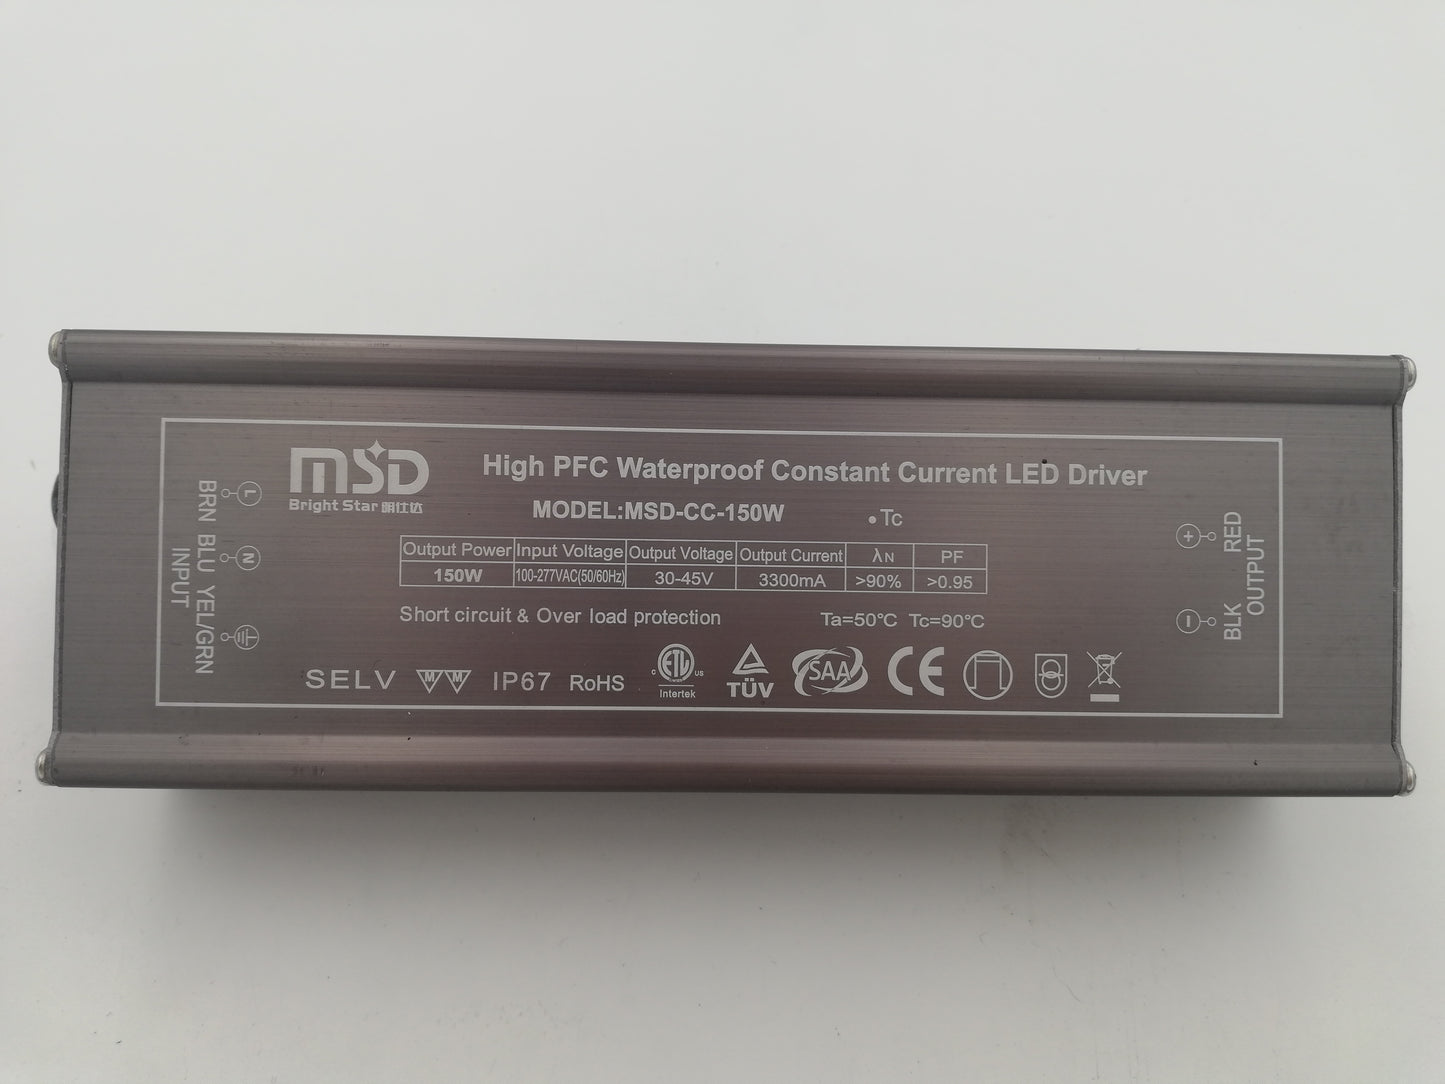 MSD
Bright Star 明仕达
High PFC Waterproof Constant Current LED Driver
MODEL:MSD-CC-150W
•Tc
Output Power Input Voltage Output Voltage Output Current λN PF
150W 100-277VAC(50/60Hz) 30-45V 3300mA >90% >0.95
Short circuit & Over load protection
Ta=50°C Tc=90°C
SELV M M IP67 RoHS c ETL us TÜV SAA CE
Intertek
L N
BRN BLU YEL/GRN
INPUT
+ RED
- BLK
OUTPUT